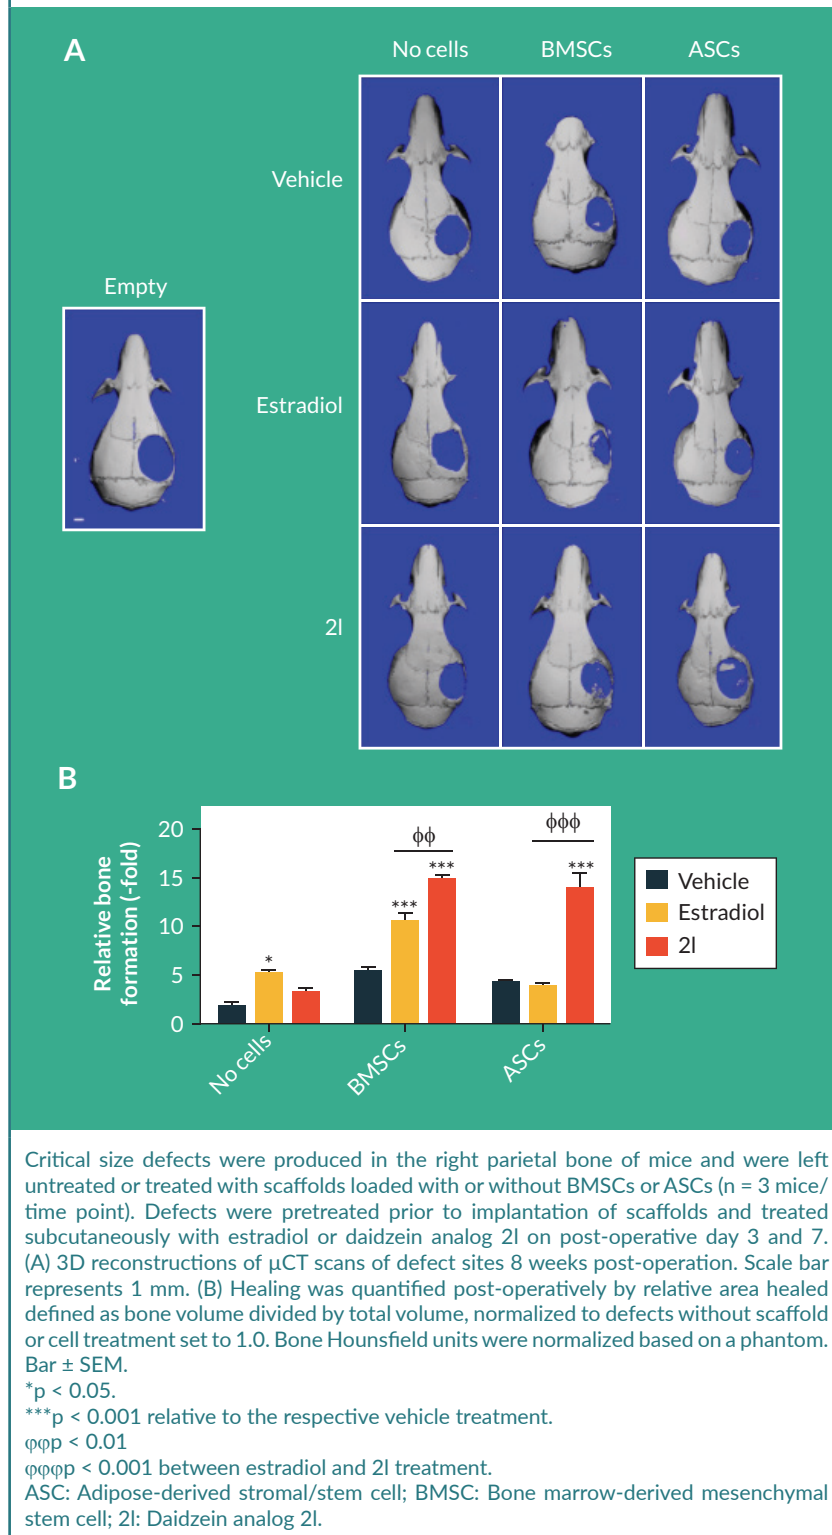 A
No cells BMSCs ASCs
Vehicle
Empty
Estradiol
2l
B
Relative bone
formation (-fold)
20
15
10
5
0
ϕϕ
ϕϕϕ
*
***
***
***
No cells
BMSCs
ASCs
Vehicle
Estradiol
2l
Critical size defects were produced in the right parietal bone of mice and were left
untreated or treated with scaffolds loaded with or without BMSCs or ASCs (n = 3 mice/
time point). Defects were pretreated prior to implantation of scaffolds and treated
subcutaneously with estradiol or daidzein analog 2l on post-operative day 3 and 7.
(A) 3D reconstructions of μCT scans of defect sites 8 weeks post-operation. Scale bar
represents 1 mm. (B) Healing was quantified post-operatively by relative area healed
defined as bone volume divided by total volume, normalized to defects without scaffold
or cell treatment set to 1.0. Bone Hounsfield units were normalized based on a phantom.
Bar ± SEM.
*p < 0.05.
***p < 0.001 relative to the respective vehicle treatment.
φφp < 0.01
φφφp < 0.001 between estradiol and 2l treatment.
ASC: Adipose-derived stromal/stem cell; BMSC: Bone marrow-derived mesenchymal
stem cell; 2l: Daidzein analog 2l.